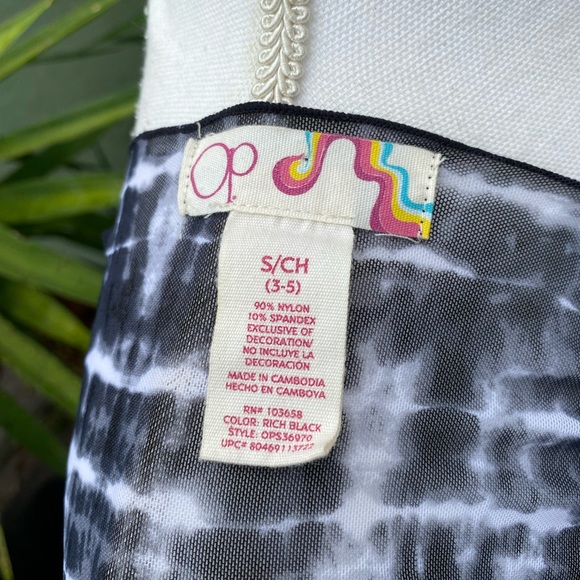 Op
S/CH
(3-5)
90% NYLON
10% SPANDEX
EXCLUSIVE OF
DECORATION/
NO INCLUYE LA
DECORACIÓN
MADE IN CAMBODIA
HECHO EN CAMBOYA
RN# 103658
COLOR: RICH BLACK
STYLE: OPS36970
UPC#